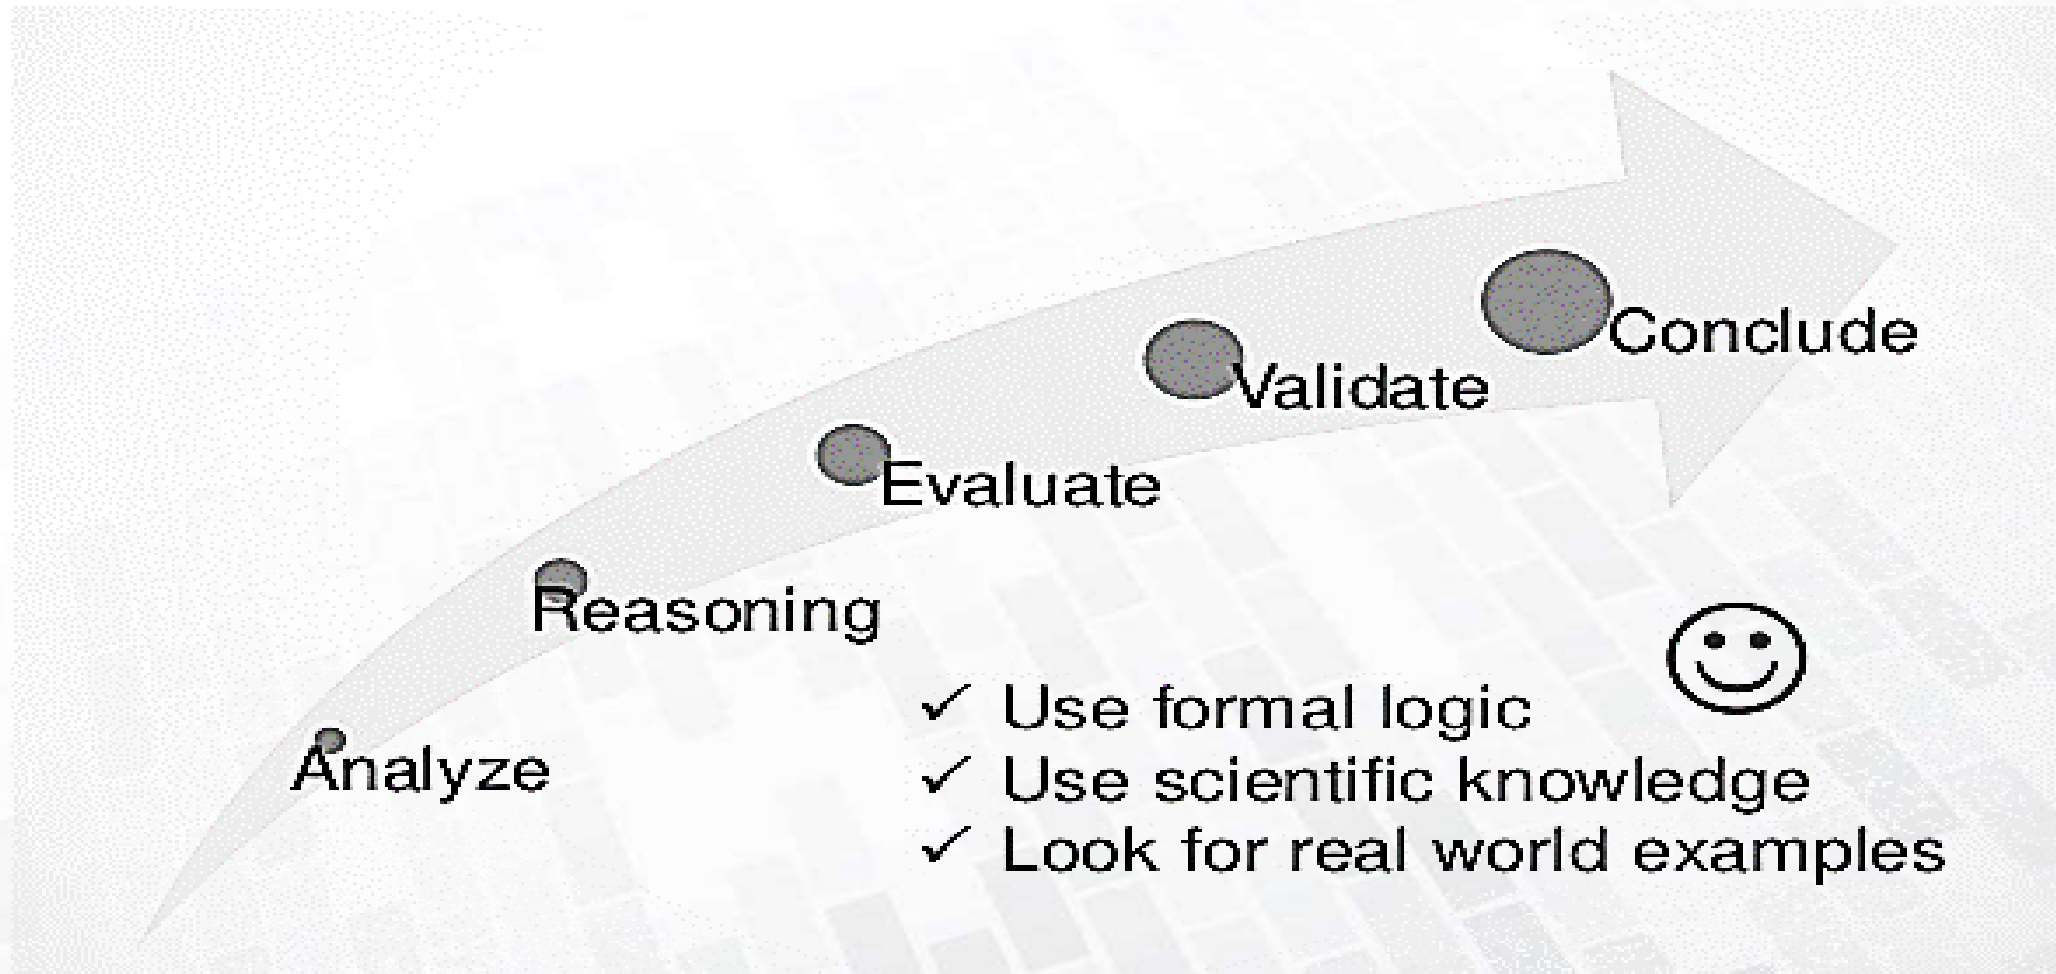 Conclude
Validate
Evaluate
Reasoning
Analyze
✓ Use formal logic
✓ Use scientific knowledge
✓ Look for real world examples